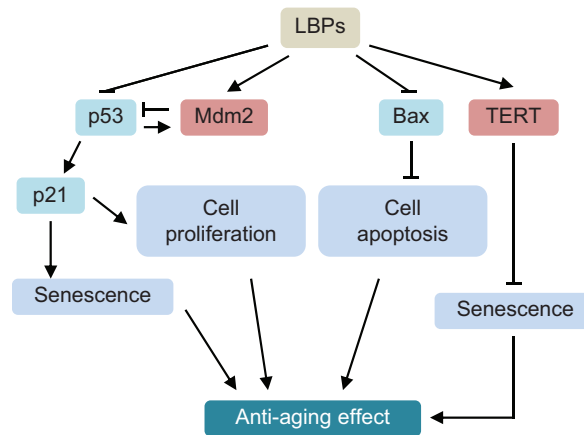 LBPs
p53
Mdm2
Bax
TERT
p21
Cell
proliferation
Cell
apoptosis
Senescence
Senescence
Anti-aging effect